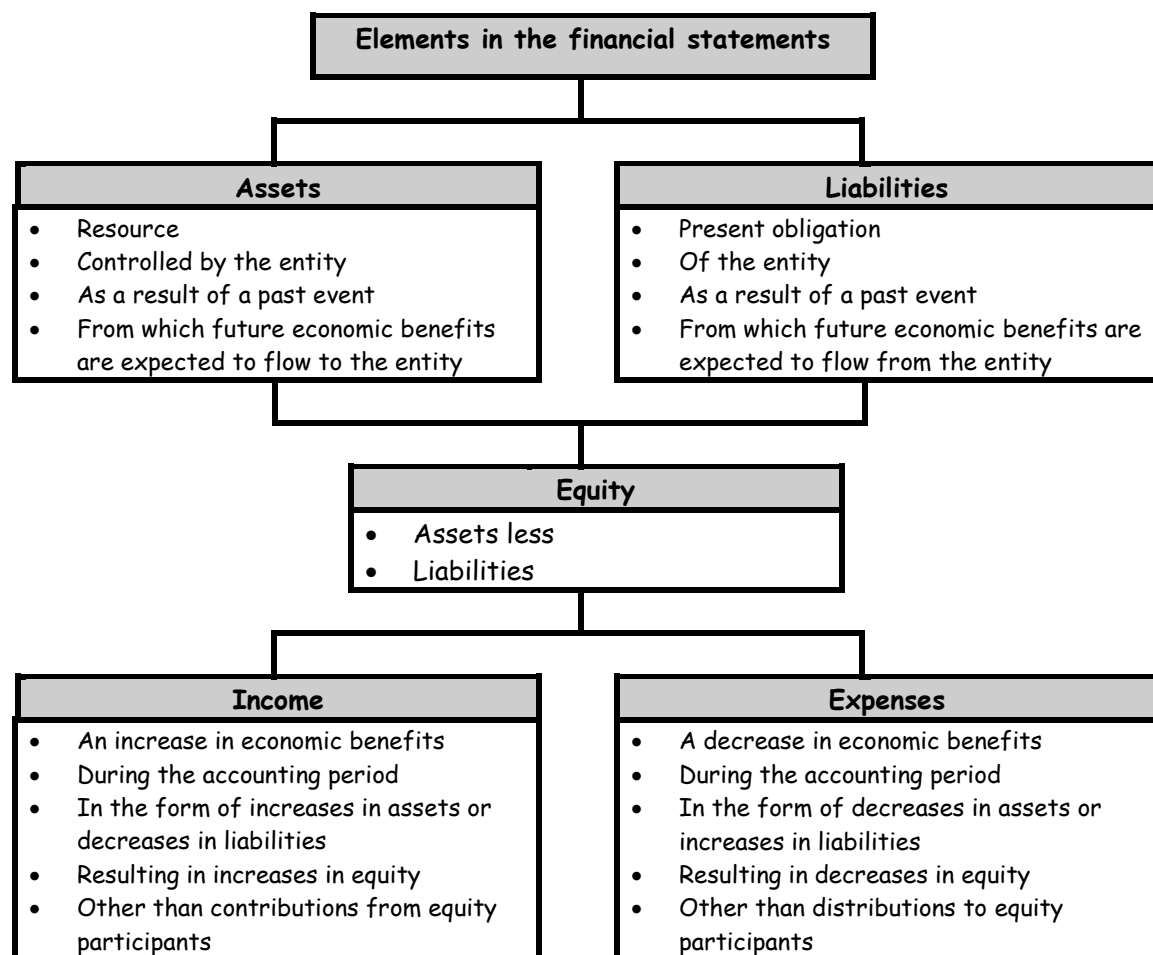 Elements in the financial statements
Assets
• Resource
• Controlled by the entity
• As a result of a past event
• From which future economic benefits
are expected to flow to the entity
Liabilities
• Present obligation
• Of the entity
• As a result of a past event
• From which future economic benefits are
expected to flow from the entity
Equity
• Assets less
• Liabilities
Income
• An increase in economic benefits
• During the accounting period
• In the form of increases in assets or
decreases in liabilities
• Resulting in increases in equity
• Other than contributions from equity
participants
Expenses
• A decrease in economic benefits
• During the accounting period
• In the form of decreases in assets or
increases in liabilities
• Resulting in decreases in equity
• Other than distributions to equity
participants